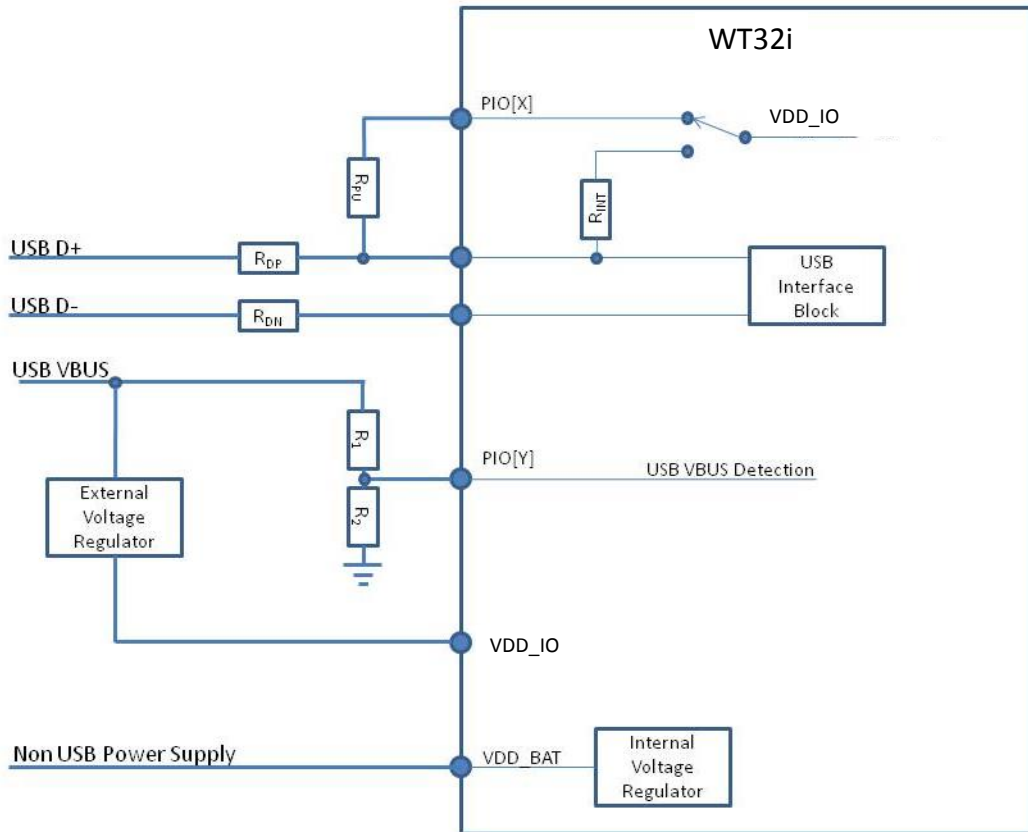 WT32i
PIO[X]
VDD_IO
RPU
RINT
USB D+
RDP
USB
Interface
Block
USB D-
RDN
USB VBUS
R1
PIO[Y]
USB VBUS Detection
External
Voltage
Regulator
R2
VDD_IO
Non USB Power Supply
VDD_BAT
Internal
Voltage
Regulator